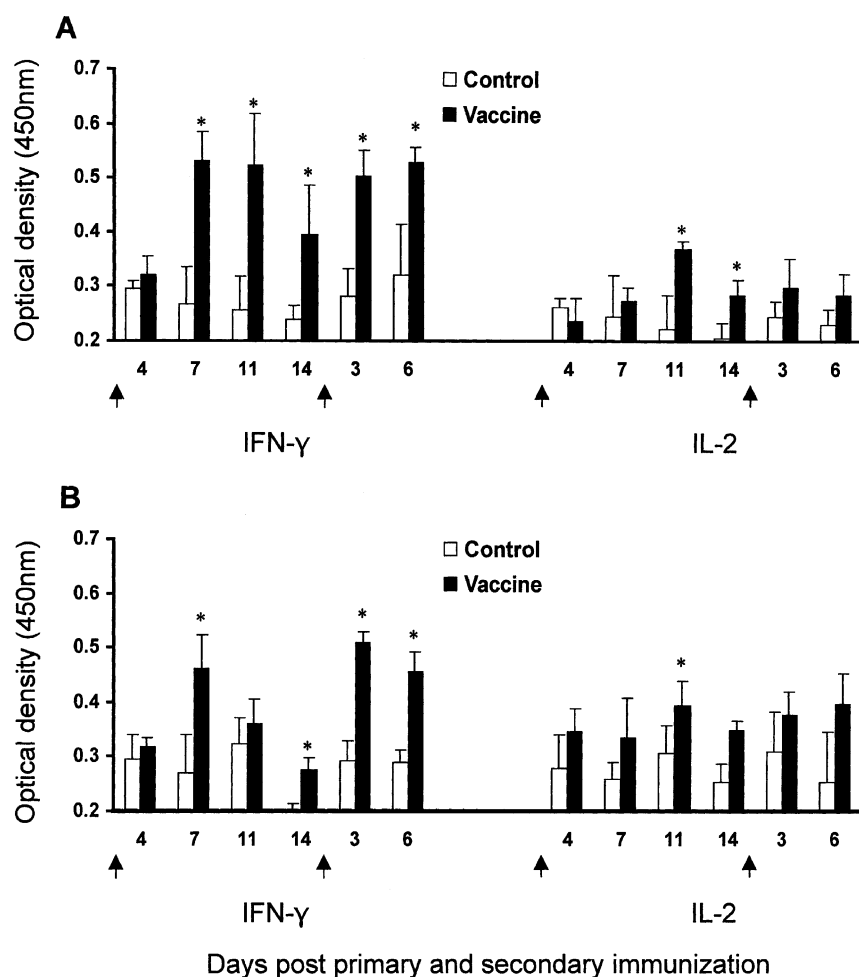 A
Optical density (450nm)
0.7
0.6
0.5
0.4
0.3
0.2
Control
Vaccine
* * * * *
* *
4 7 11 14 3 6
4 7 11 14 3 6
IFN-γ
IL-2
B
Optical density (450nm)
0.7
0.6
0.5
0.4
0.3
0.2
Control
Vaccine
* * * *
*
4 7 11 14 3 6
4 7 11 14 3 6
IFN-γ
IL-2
Days post primary and secondary immunization